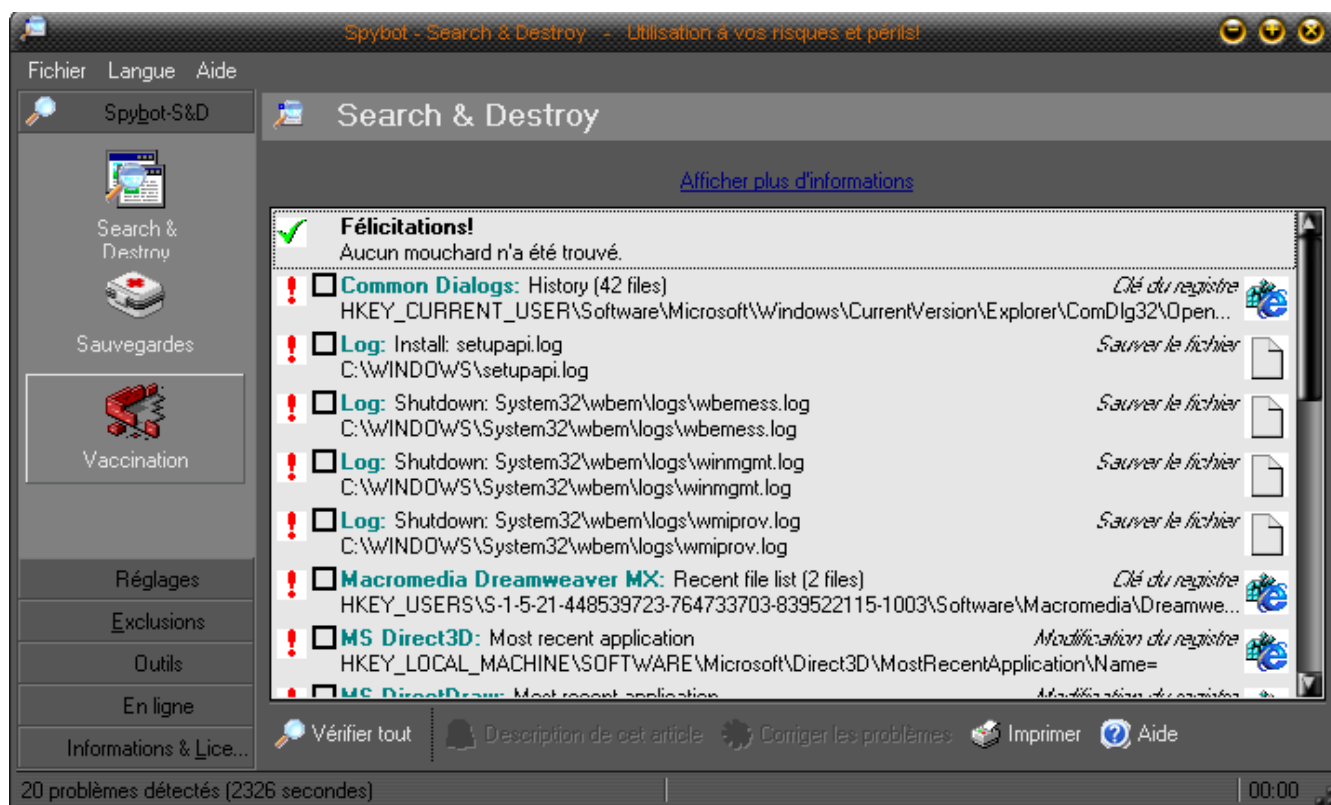 Spybot - Search & Destroy - Utilisation à vos risques et périls!
Fichier Langue Aide
Spybot-S&D
Search & Destroy
Sauvegardes
Vaccination
Réglages
Exclusions
Outils
En ligne
Informations & Lice...
Search & Destroy
Afficher plus d'informations
Félicitations!
Aucun mouchard n'a été trouvé.
Common Dialogs: History (42 files) Clé du registre
HKEY_CURRENT_USER\Software\Microsoft\Windows\CurrentVersion\Explorer\ComDlg32\Open...
Log: Install: setupapi.log Sauver le fichier
C:\WINDOWS\setupapi.log
Log: Shutdown: System32\wbem\logs\wbemess.log Sauver le fichier
C:\WINDOWS\System32\wbem\logs\wbemess.log
Log: Shutdown: System32\wbem\logs\winmgmt.log Sauver le fichier
C:\WINDOWS\System32\wbem\logs\winmgmt.log
Log: Shutdown: System32\wbem\logs\wmiprov.log Sauver le fichier
C:\WINDOWS\System32\wbem\logs\wmiprov.log
Macromedia Dreamweaver MX: Recent file list (2 files) Clé du registre
HKEY_USERS\S-1-5-21-448539723-764733703-839522115-1003\Software\Macromedia\Dreamwe...
MS Direct3D: Most recent application Modification du registre
HKEY_LOCAL_MACHINE\SOFTWARE\Microsoft\Direct3D\MostRecentApplication\Name=
MS DirectDraw: Most recent application Modification du registre
Vérifier tout Description de cet article Corriger les problèmes Imprimer Aide
20 problèmes détectés (2326 secondes) 00:00